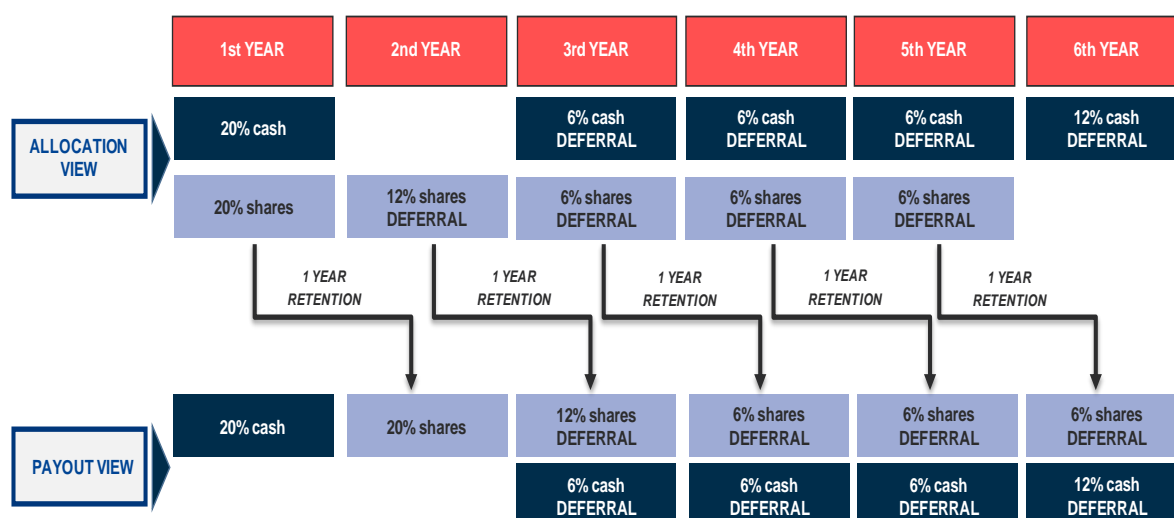 1st YEAR
2nd YEAR
3rd YEAR
4th YEAR
5th YEAR
6th YEAR
ALLOCATION
VIEW
20% cash
6% cash
DEFERRAL
6% cash
DEFERRAL
6% cash
DEFERRAL
12% cash
DEFERRAL
20% shares
12% shares
DEFERRAL
6% shares
DEFERRAL
6% shares
DEFERRAL
6% shares
DEFERRAL
1 YEAR
RETENTION
1 YEAR
RETENTION
1 YEAR
RETENTION
1 YEAR
RETENTION
1 YEAR
RETENTION
PAYOUT VIEW
20% cash
20% shares
12% shares
DEFERRAL
6% shares
DEFERRAL
6% shares
DEFERRAL
6% shares
DEFERRAL
6% cash
DEFERRAL
6% cash
DEFERRAL
6% cash
DEFERRAL
12% cash
DEFERRAL